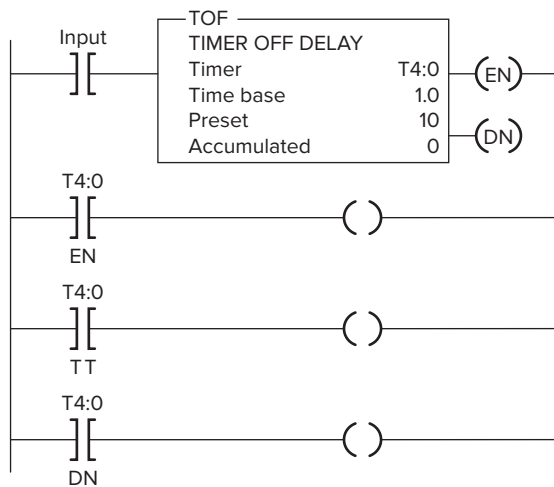 Input
TOF
TIMER OFF DELAY
Timer T4:0
EN
Time base 1.0
Preset 10
DN
Accumulated 0
T4:0
EN
T4:0
TT
T4:0
DN